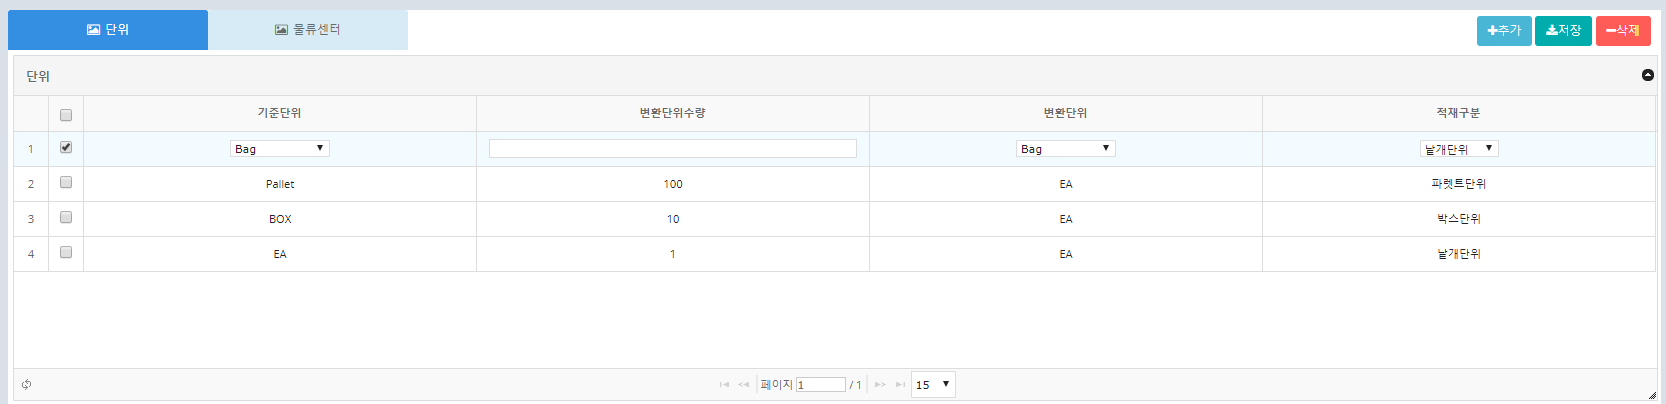 단위 물류센터 추가 저장 삭제
단위
기준단위 변환단위수량 변환단위 적재구분
1 Bag Bag 낱개단위
2 Pallet 100 EA 파렛트단위
3 BOX 10 EA 박스단위
4 EA 1 EA 낱개단위
페이지 1 / 1 15